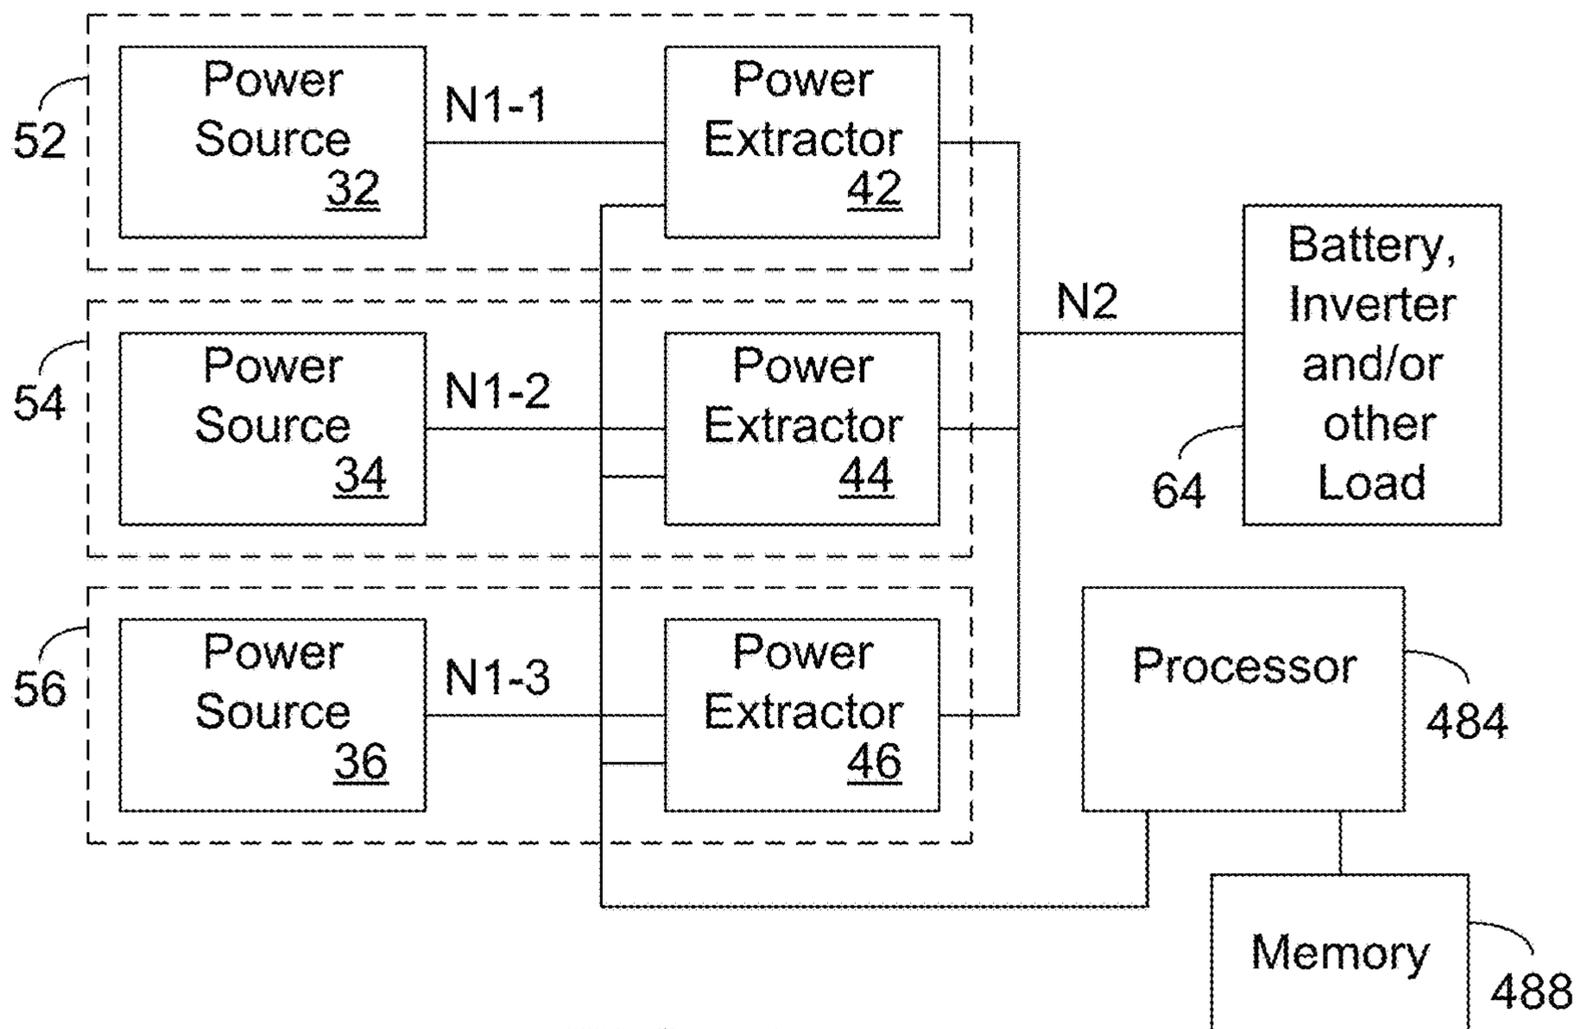 52
Power
Source
32
N1-1
Power
Extractor
42
54
Power
Source
34
N1-2
Power
Extractor
44
56
Power
Source
36
N1-3
Power
Extractor
46
N2
Battery,
Inverter
and/or
other
Load
64
Processor
484
Memory
488